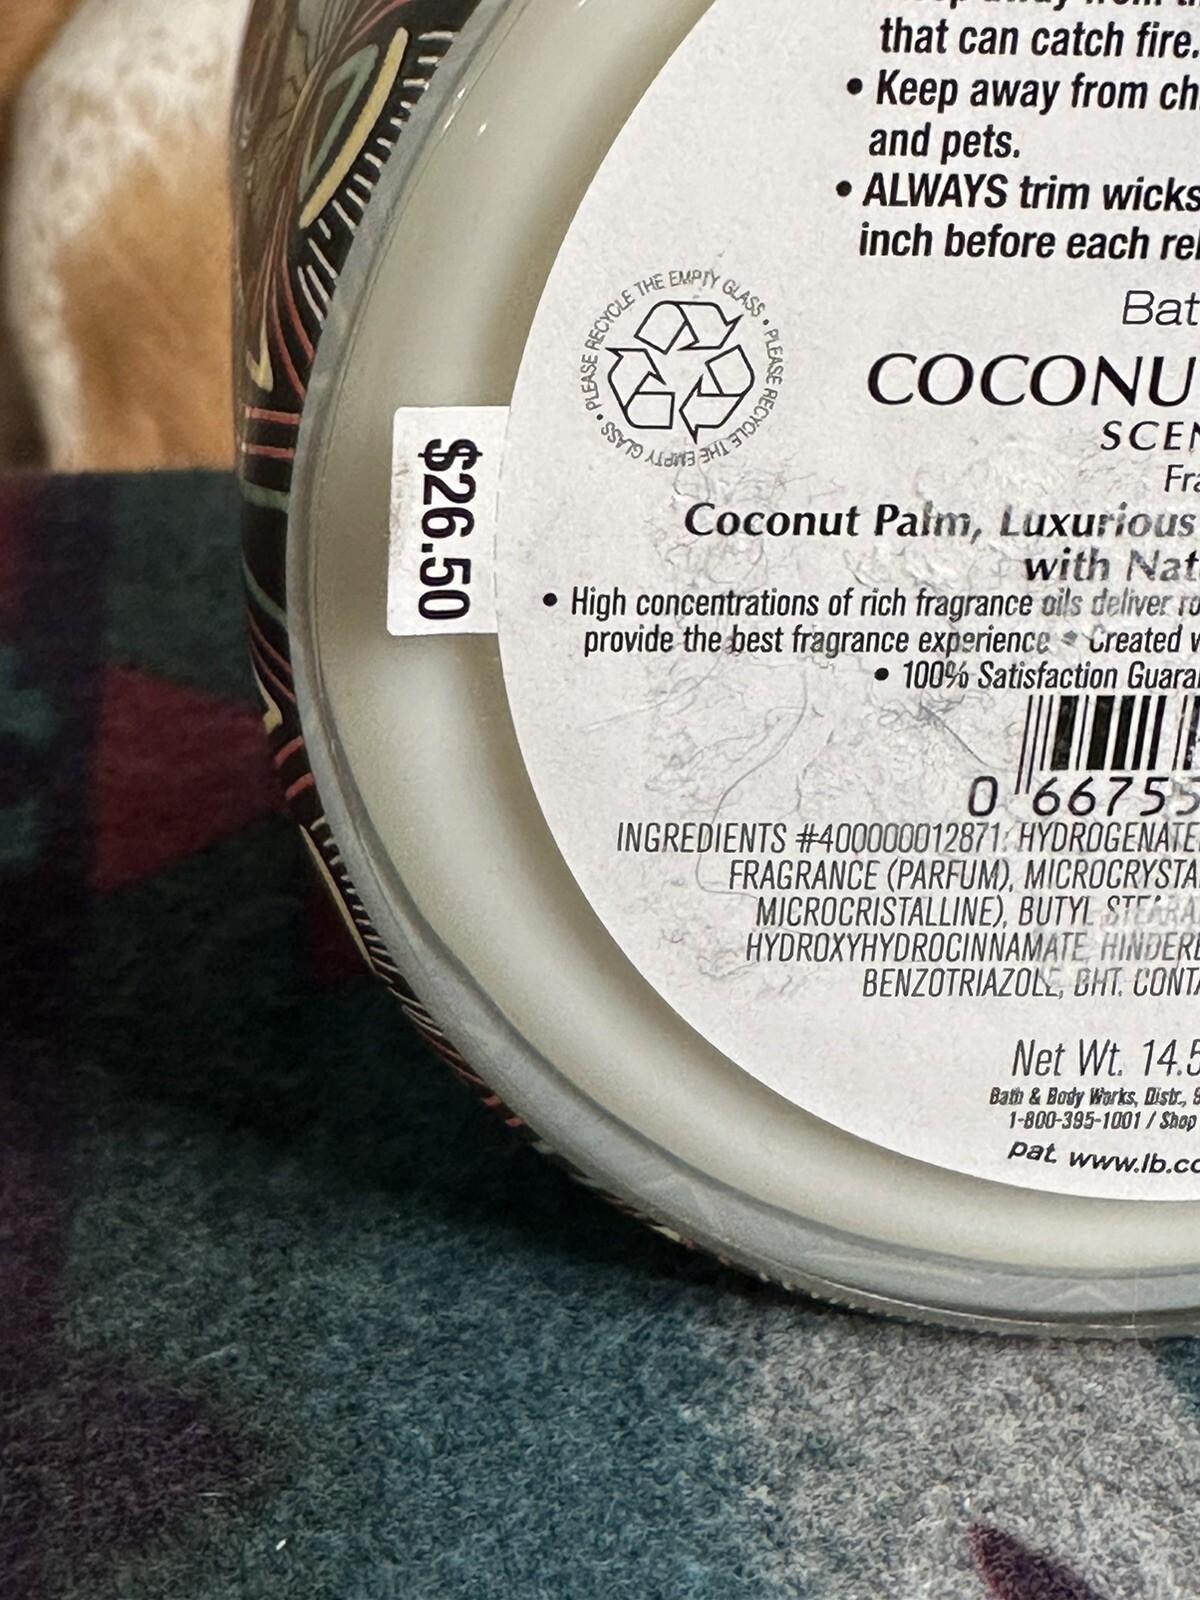 that can catch fire.
• Keep away from ch
and pets.
• ALWAYS trim wicks
inch before each rel
PLEASE RECYCLE THE EMPTY GLASS • PLEASE RECYCLE THE EMPTY GLASS •
Bat
COCONU
SCEN
Fra
$26.50
Coconut Palm, Luxurious
with Nat
• High concentrations of rich fragrance oils deliver
provide the best fragrance experience • Created
• 100% Satisfaction Guara
0 66755
INGREDIENTS #400000012871: HYDROGENATE
FRAGRANCE (PARFUM), MICROCRYSTA
MICROCRISTALLINE), BUTYL STEARA
HYDROXYHYDROCINNAMATE, HINDERE
BENZOTRIAZOLE, BHT. CONTA
Net Wt. 14.5
Bath & Body Works, Distr.,
1-800-395-1001 / Shop
pat. www.lb.co